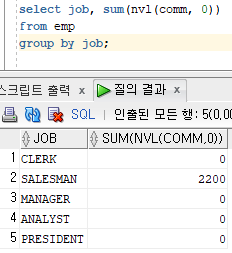 select job, sum(nvl(comm, 0))
from emp
group by job;
스크립트 출력 × 질의 결과 ×
SQL | 인출된 모든 행: 5(0,00
JOB SUM(NVL(COMM,0))
1 CLERK 0
2 SALESMAN 2200
3 MANAGER 0
4 ANALYST 0
5 PRESIDENT 0